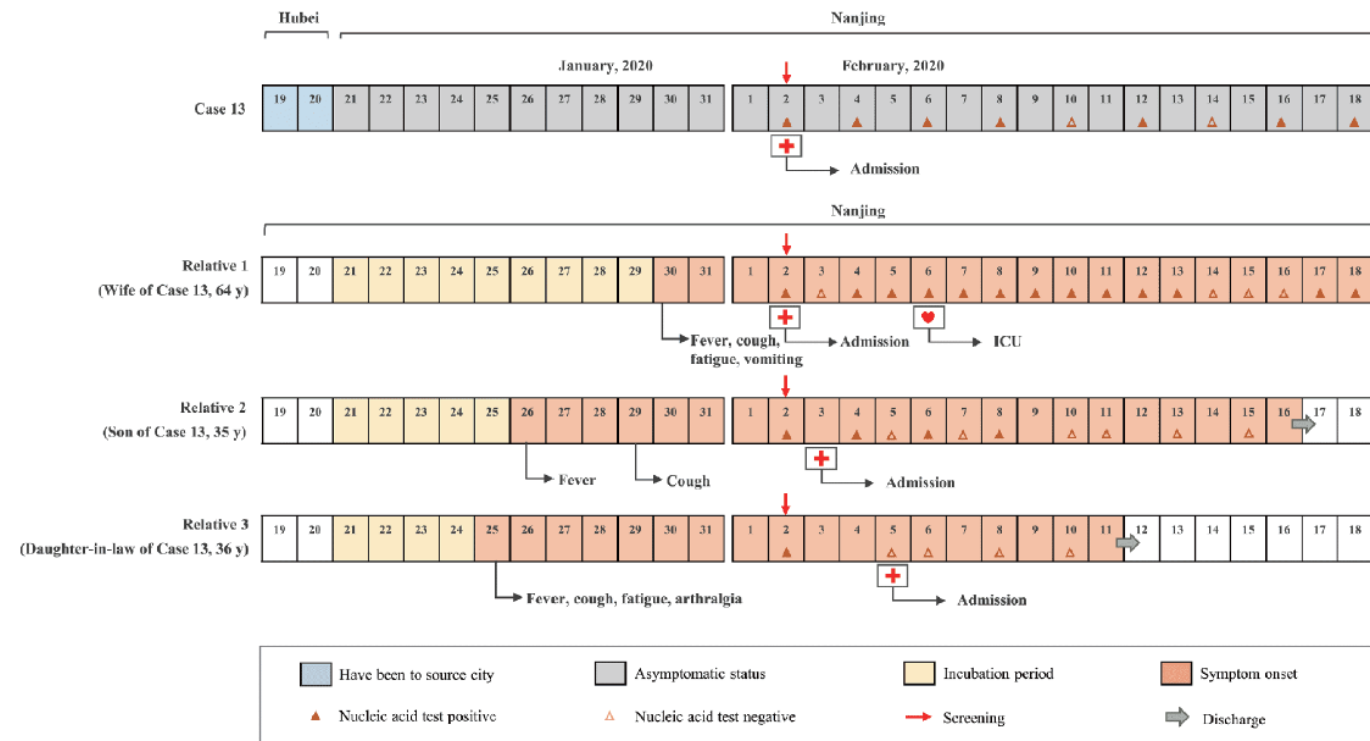 Hubei Nanjing
January, 2020 February, 2020
Case 13 19 20 21 22 23 24 25 26 27 28 29 30 31 1 2 3 4 5 6 7 8 9 10 11 12 13 14 15 16 17 18
Admission
Nanjing
Relative 1 19 20 21 22 23 24 25 26 27 28 29 30 31 1 2 3 4 5 6 7 8 9 10 11 12 13 14 15 16 17 18
(Wife of Case 13, 64 y)
Fever, cough, Admission ICU
fatigue, vomiting
Relative 2 19 20 21 22 23 24 25 26 27 28 29 30 31 1 2 3 4 5 6 7 8 9 10 11 12 13 14 15 16 17 18
(Son of Case 13, 35 y)
Fever Cough Admission
Relative 3 19 20 21 22 23 24 25 26 27 28 29 30 31 1 2 3 4 5 6 7 8 9 10 11 12 13 14 15 16 17 18
(Daughter-in-law of Case 13, 36 y)
Fever, cough, fatigue, arthralgia Admission
Have been to source city Asymptomatic status Incubation period Symptom onset
Nucleic acid test positive Nucleic acid test negative Screening Discharge